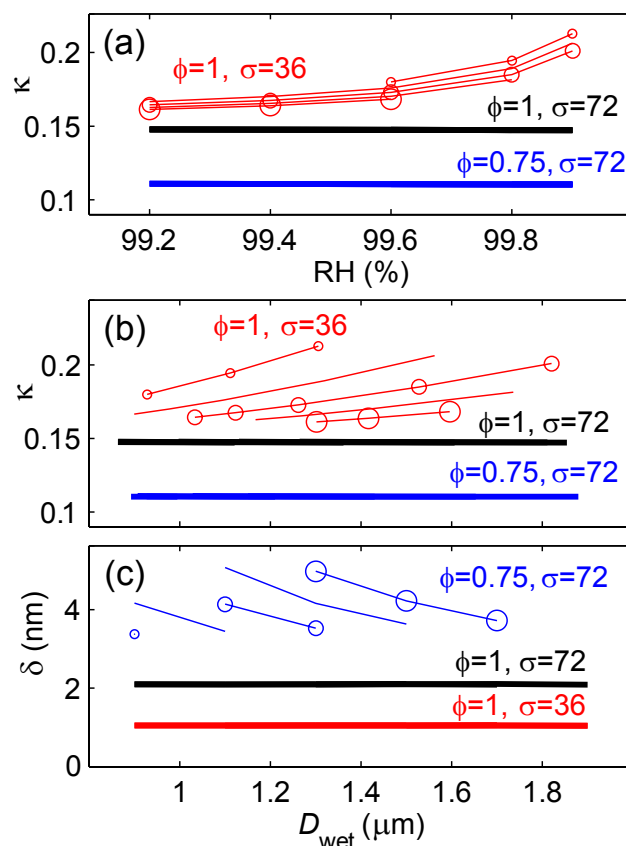 (a)
ϕ=1, σ=36
0.2
κ
0.15
ϕ=1, σ=72
ϕ=0.75, σ=72
0.1
99.2 99.4 99.6 99.8
RH (%)
(b)
ϕ=1, σ=36
0.2
κ
0.15
ϕ=1, σ=72
ϕ=0.75, σ=72
0.1
(c)
ϕ=0.75, σ=72
4
δ (nm)
ϕ=1, σ=72
2
ϕ=1, σ=36
0
1 1.2 1.4 1.6 1.8
Dwet (μm)